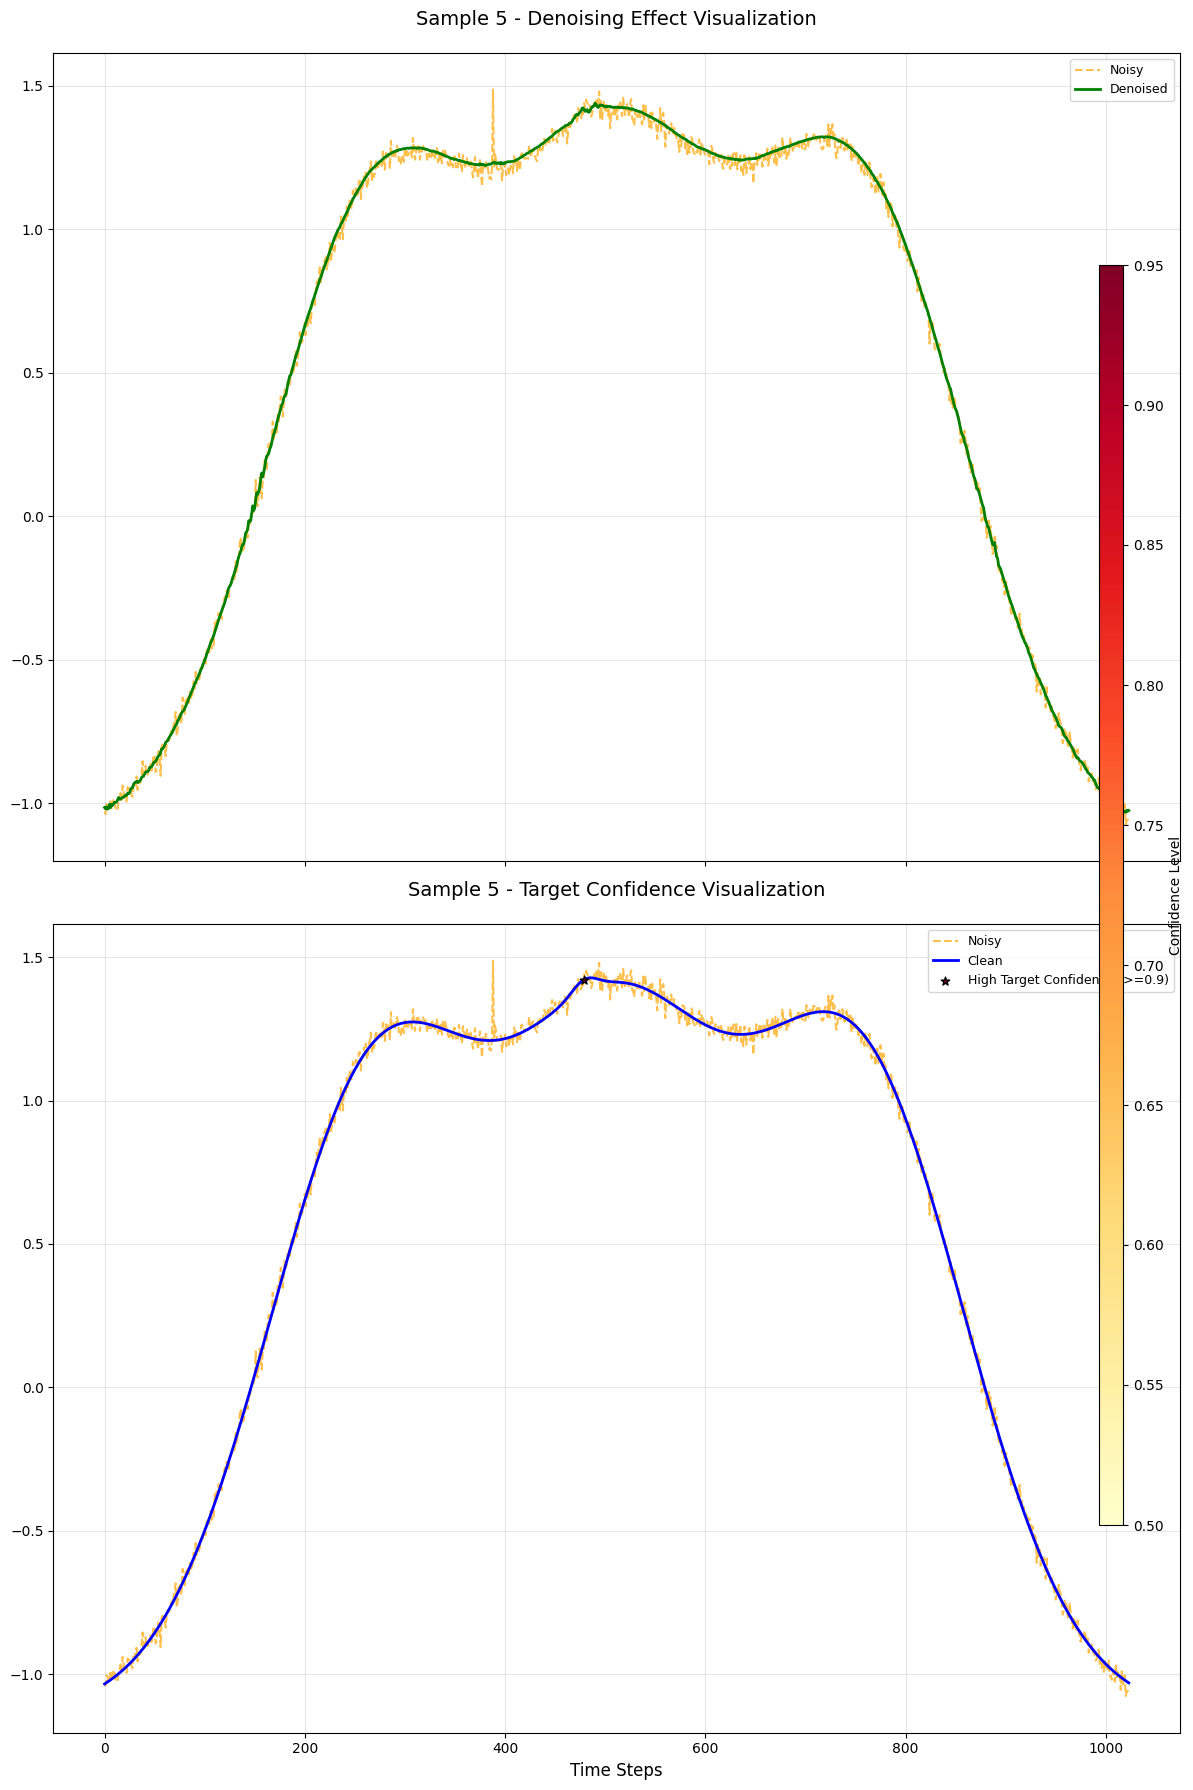 Sample 5 - Denoising Effect Visualization
Noisy
Denoised
1.5
1.0
0.5
0.0
−0.5
−1.0
0.95
0.90
0.85
0.80
0.75
0.70
0.65
0.60
0.55
0.50
Confidence Level
Sample 5 - Target Confidence Visualization
Noisy
Clean
High Target Confiden >=0.9)
1.5
1.0
0.5
0.0
−0.5
−1.0
0 200 400 600 800 1000
Time Steps